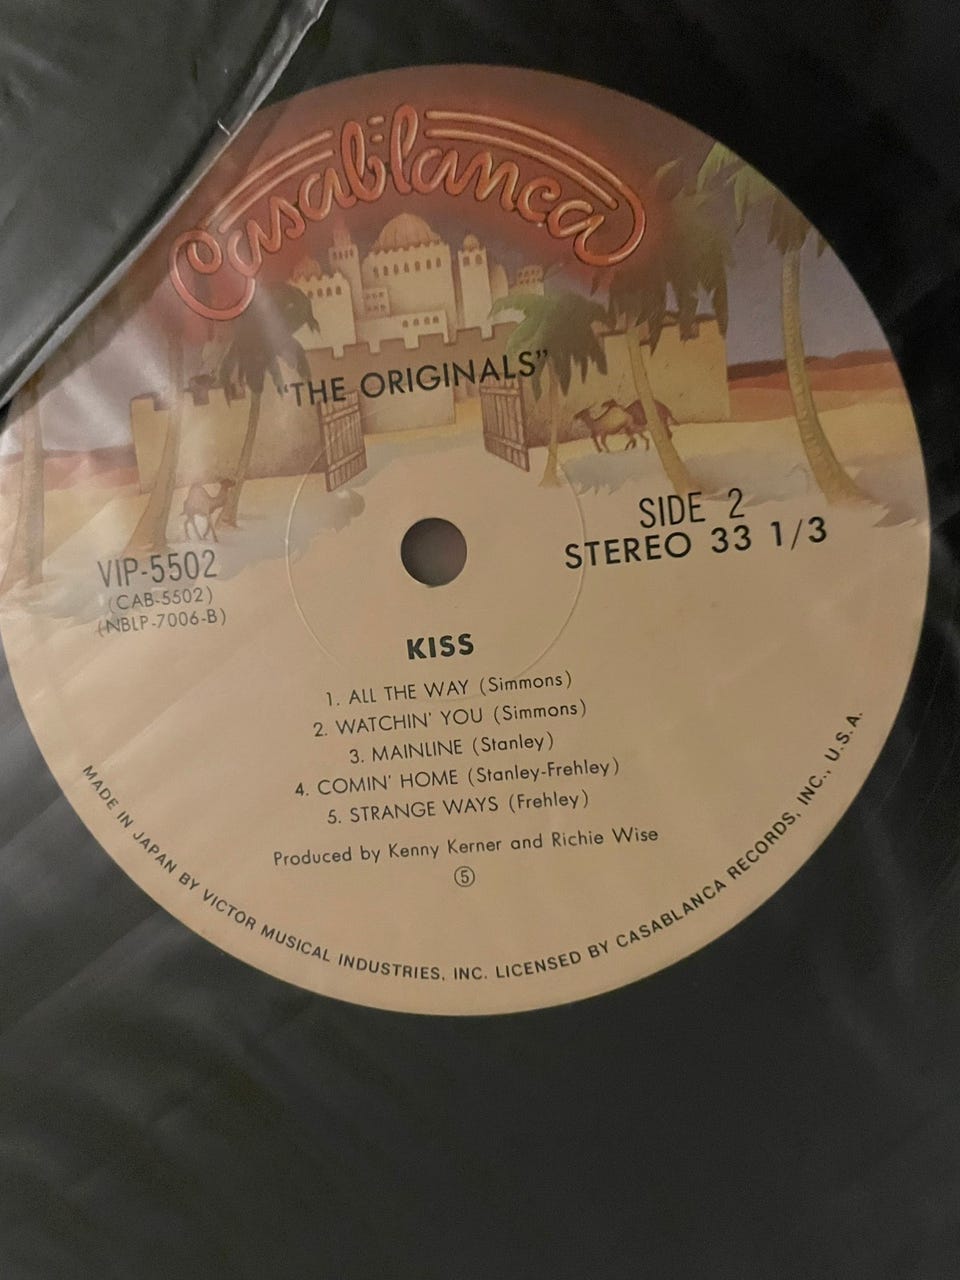 Casablanca
"THE ORIGINALS"
SIDE 2
STEREO 33 1/3
VIP-5502
(CAB-5502)
(NBLP-7006-B)
KISS
1. ALL THE WAY (Simmons)
2. WATCHIN' YOU (Simmons)
3. MAINLINE (Stanley)
4. COMIN' HOME (Stanley-Frehley)
5. STRANGE WAYS (Frehley)
Produced by Kenny Kerner and Richie Wise
⑤
MADE IN JAPAN BY VICTOR MUSICAL INDUSTRIES, INC. LICENSED BY CASABLANCA RECORDS, INC., U.S.A.